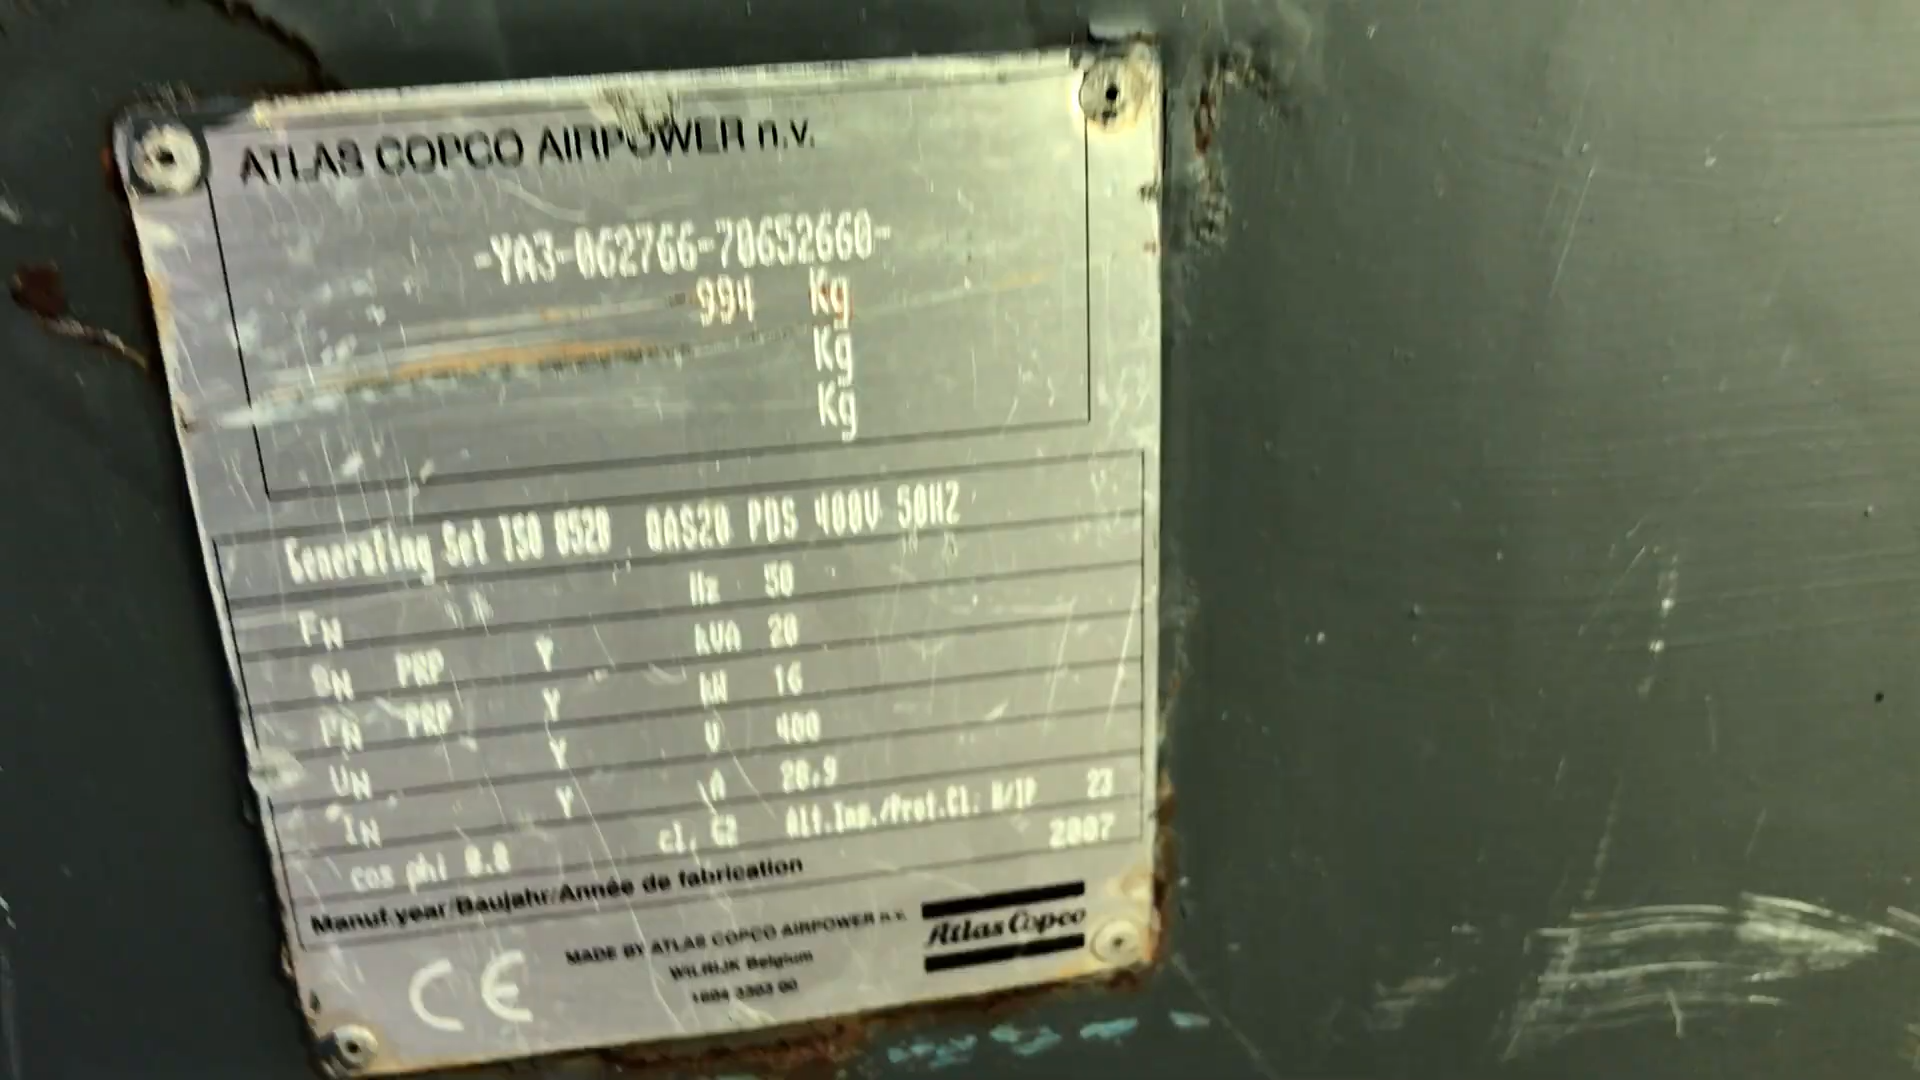 ATLAS COPCO AIRPOWER n.v.
-YA3-062766-70652660-
994 Kg
Kg
Kg
Generating Set ISO 8528 QAS20 PDS 400V 50HZ
FN Hz 50
SN PRP Y kVA 20
PN PRP Y kW 16
UN Y V 400
IN Y A 28.9
cos phi 0.8 cl. G2 Alt.Ins./Prot.Cl: H/IP 23
Manuf.year/Baujahr/Année de fabrication 2007
CE
MADE BY ATLAS COPCO AIRPOWER n.v.
WILRIJK Belgium
1604 3303 00
Atlas Copco